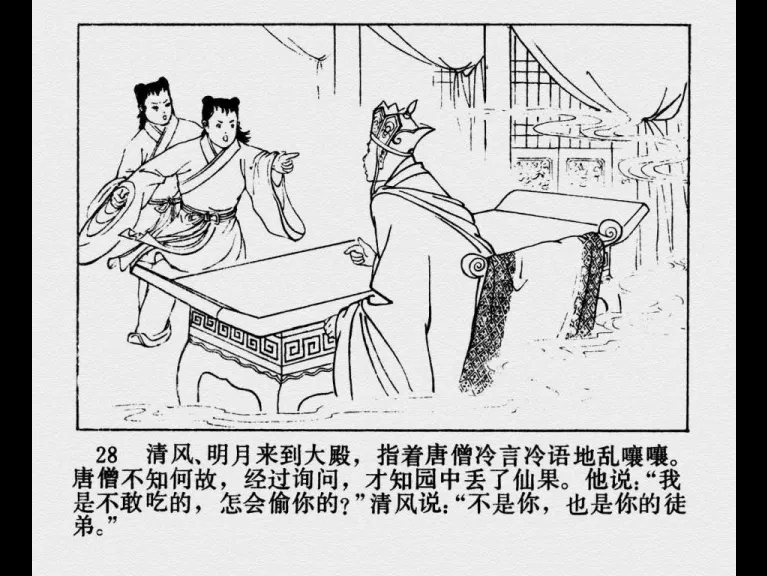 28 清风、明月来到大殿，指着唐僧冷言冷语地乱嚷嚷。
唐僧不知何故，经过询问，才知园中丢了仙果。他说：“我
是不敢吃的，怎会偷你的？”清风说：“不是你，也是你的徒
弟。”